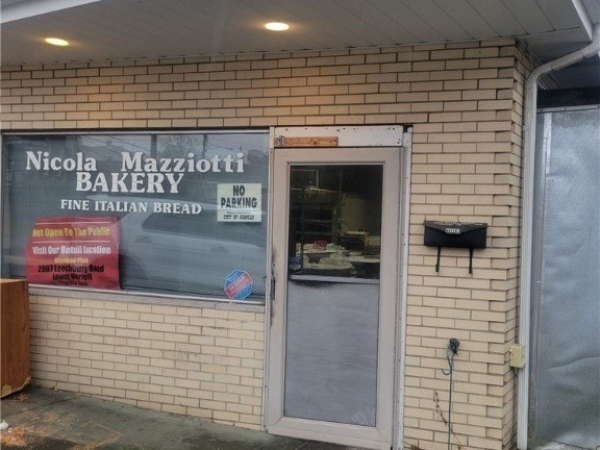 Nicola Mazziotti
BAKERY
FINE ITALIAN BREAD
NO
PARKING
Not Open To The Public
Visit Our Retail Location
2907 Leechburg Road